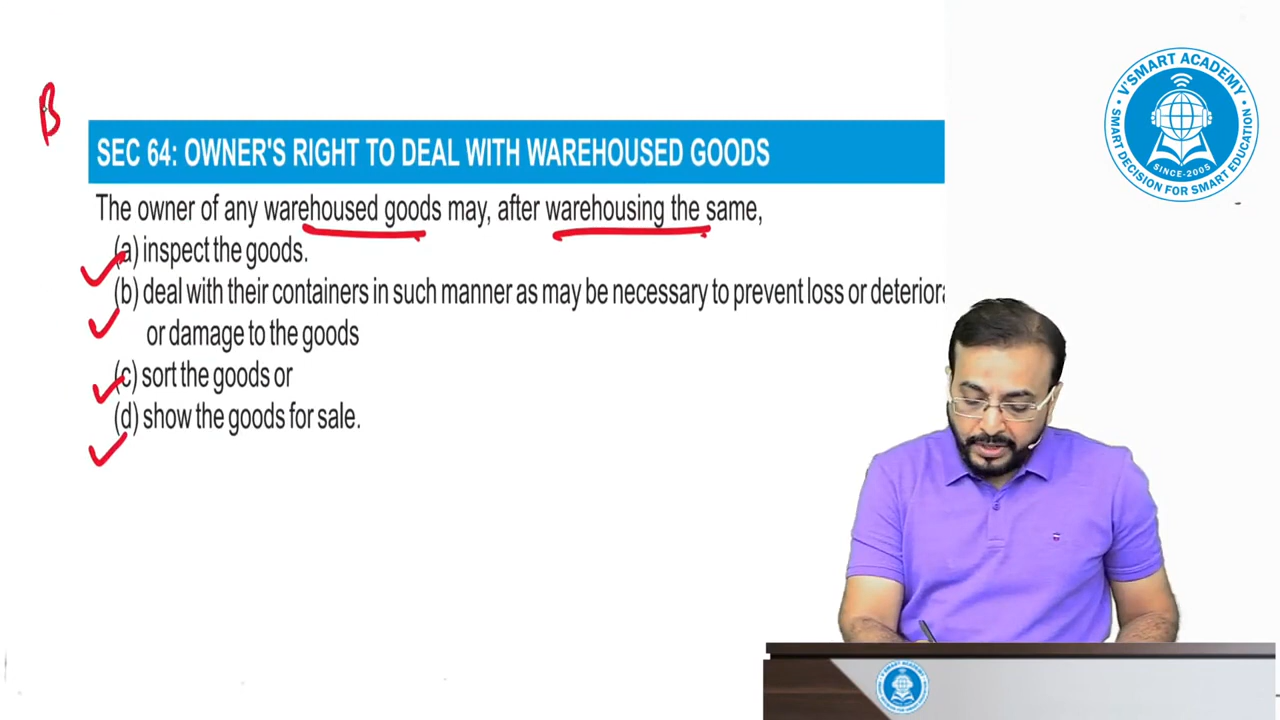 B
SEC 64: OWNER'S RIGHT TO DEAL WITH WAREHOUSED GOODS
The owner of any warehoused goods may, after warehousing the same,
(a) inspect the goods.
(b) deal with their containers in such manner as may be necessary to prevent loss or
or damage to the goods
(c) sort the goods or
(d) show the goods for sale.
V'SMART ACADEMY
SINCE-2005
SMART DECISION FOR SMART EDUCATION